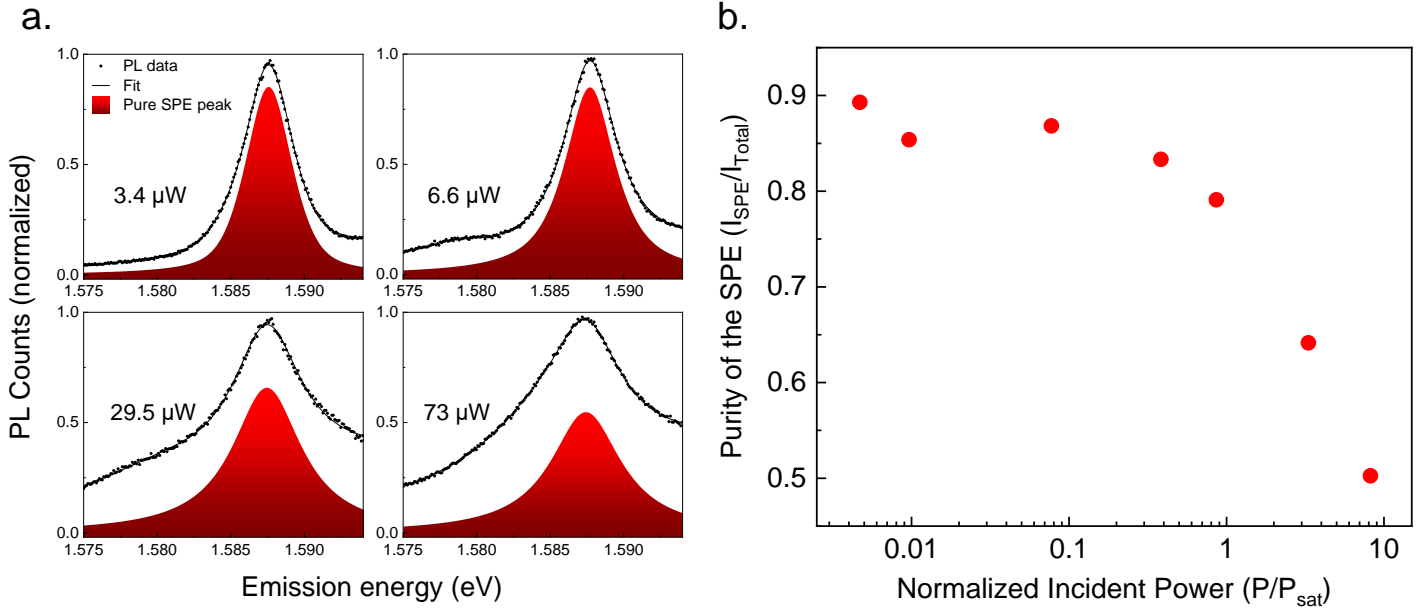 a.
PL Counts (normalized)
1.0
0.5
0.0
PL data
Fit
Pure SPE peak
3.4 µW
1.575
1.580
1.585
1.590
1.0
0.5
0.0
6.6 µW
1.575
1.580
1.585
1.590
1.0
0.5
0.0
29.5 µW
1.575
1.580
1.585
1.590
1.0
0.5
0.0
73 µW
1.575
1.580
1.585
1.590
Emission energy (eV)
b.
Purity of the SPE (I_SPE/I_Total)
0.9
0.8
0.7
0.6
0.5
0.01
0.1
1
10
Normalized Incident Power (P/P_sat)